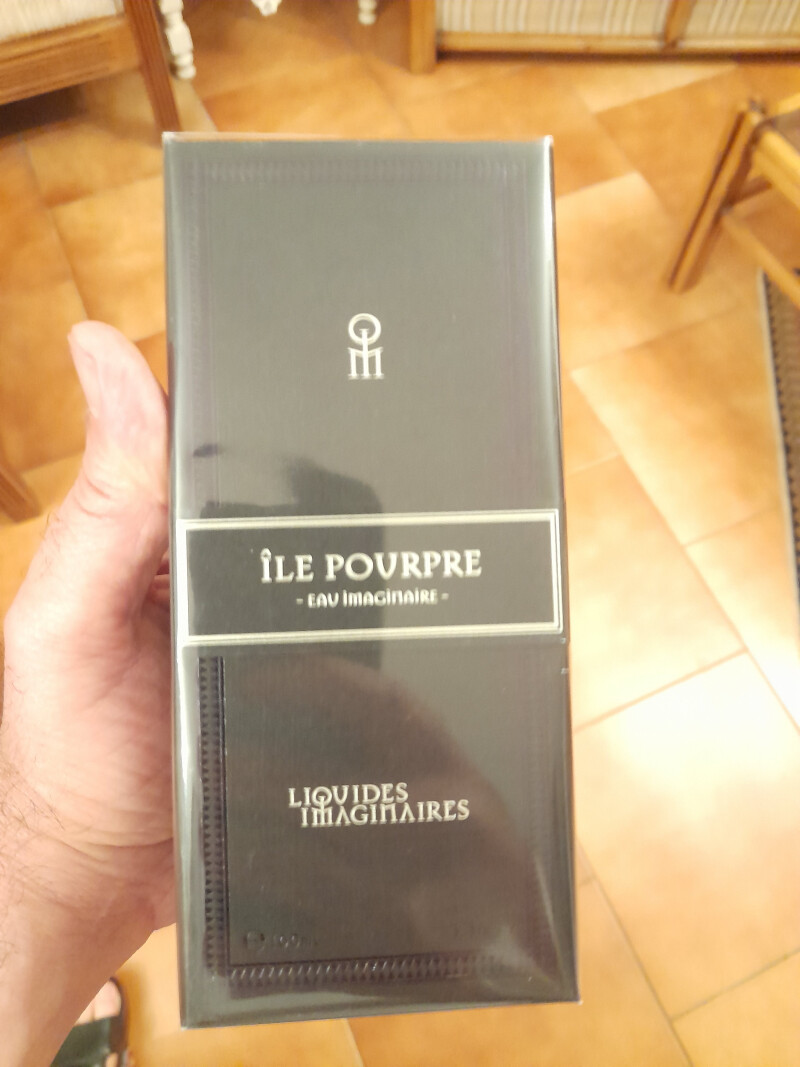 ÎLE POURPRE
- EAU IMAGINAIRE -
LIQUIDES
IMAGINAIRES